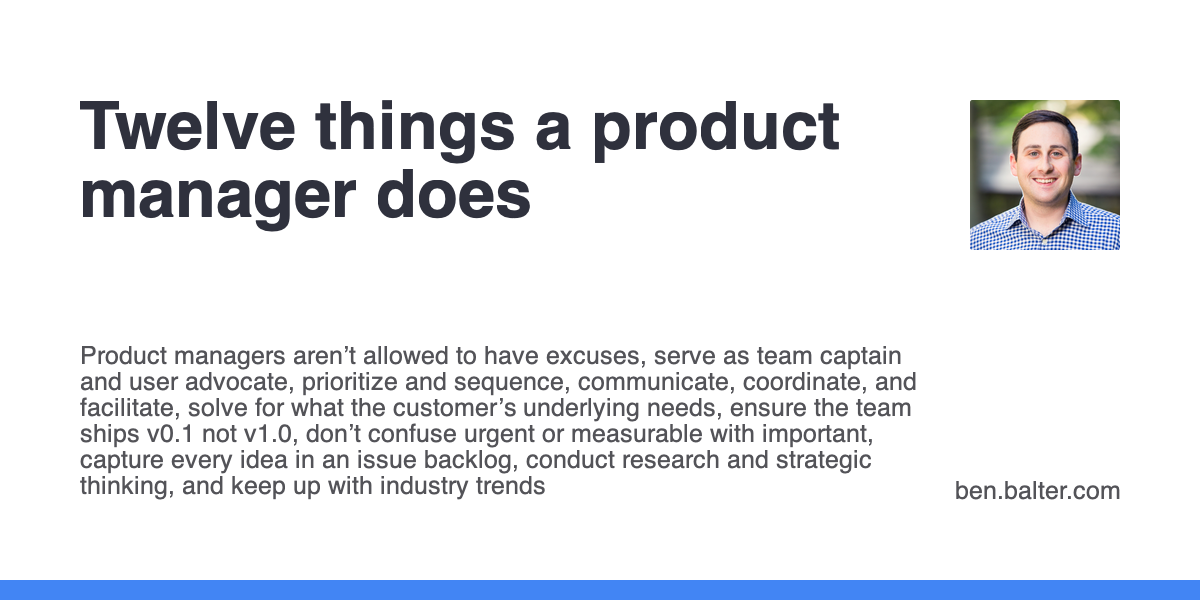 Twelve things a product
manager does
Product managers aren’t allowed to have excuses, serve as team captain
and user advocate, prioritize and sequence, communicate, coordinate, and
facilitate, solve for what the customer’s underlying needs, ensure the team
ships v0.1 not v1.0, don’t confuse urgent or measurable with important,
capture every idea in an issue backlog, conduct research and strategic
thinking, and keep up with industry trends
ben.balter.com